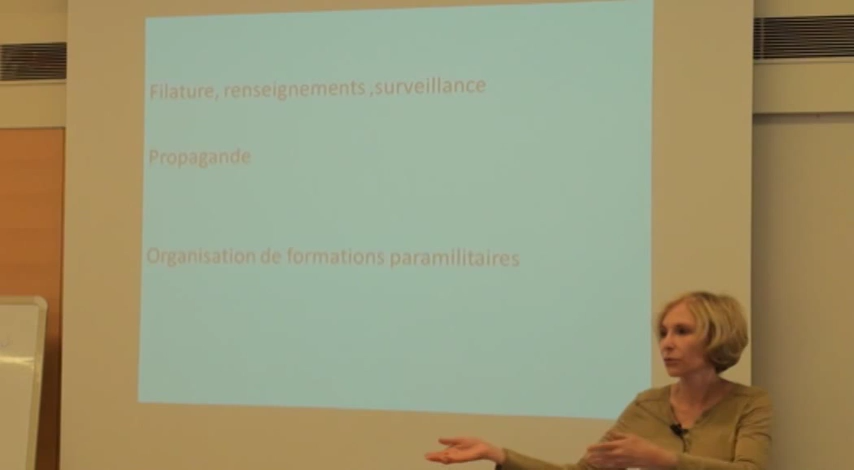 Filature, renseignements ,surveillance
Propagande
Organisation de formations paramilitaires